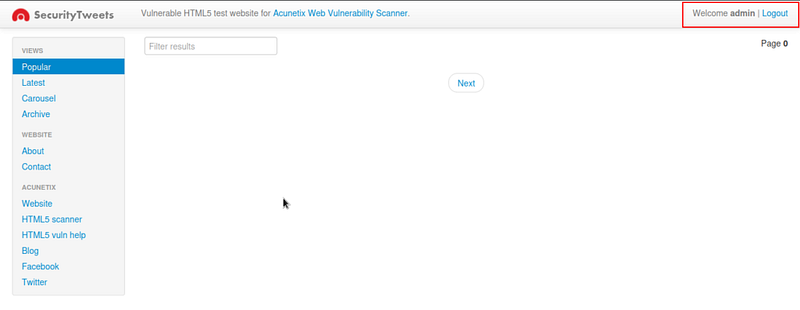 SecurityTweets
Vulnerable HTML5 test website for Acunetix Web Vulnerability Scanner.
Welcome admin | Logout
VIEWS
Popular
Latest
Carousel
Archive
WEBSITE
About
Contact
ACUNETIX
Website
HTML5 scanner
HTML5 vuln help
Blog
Facebook
Twitter
Filter results
Page 0
Next